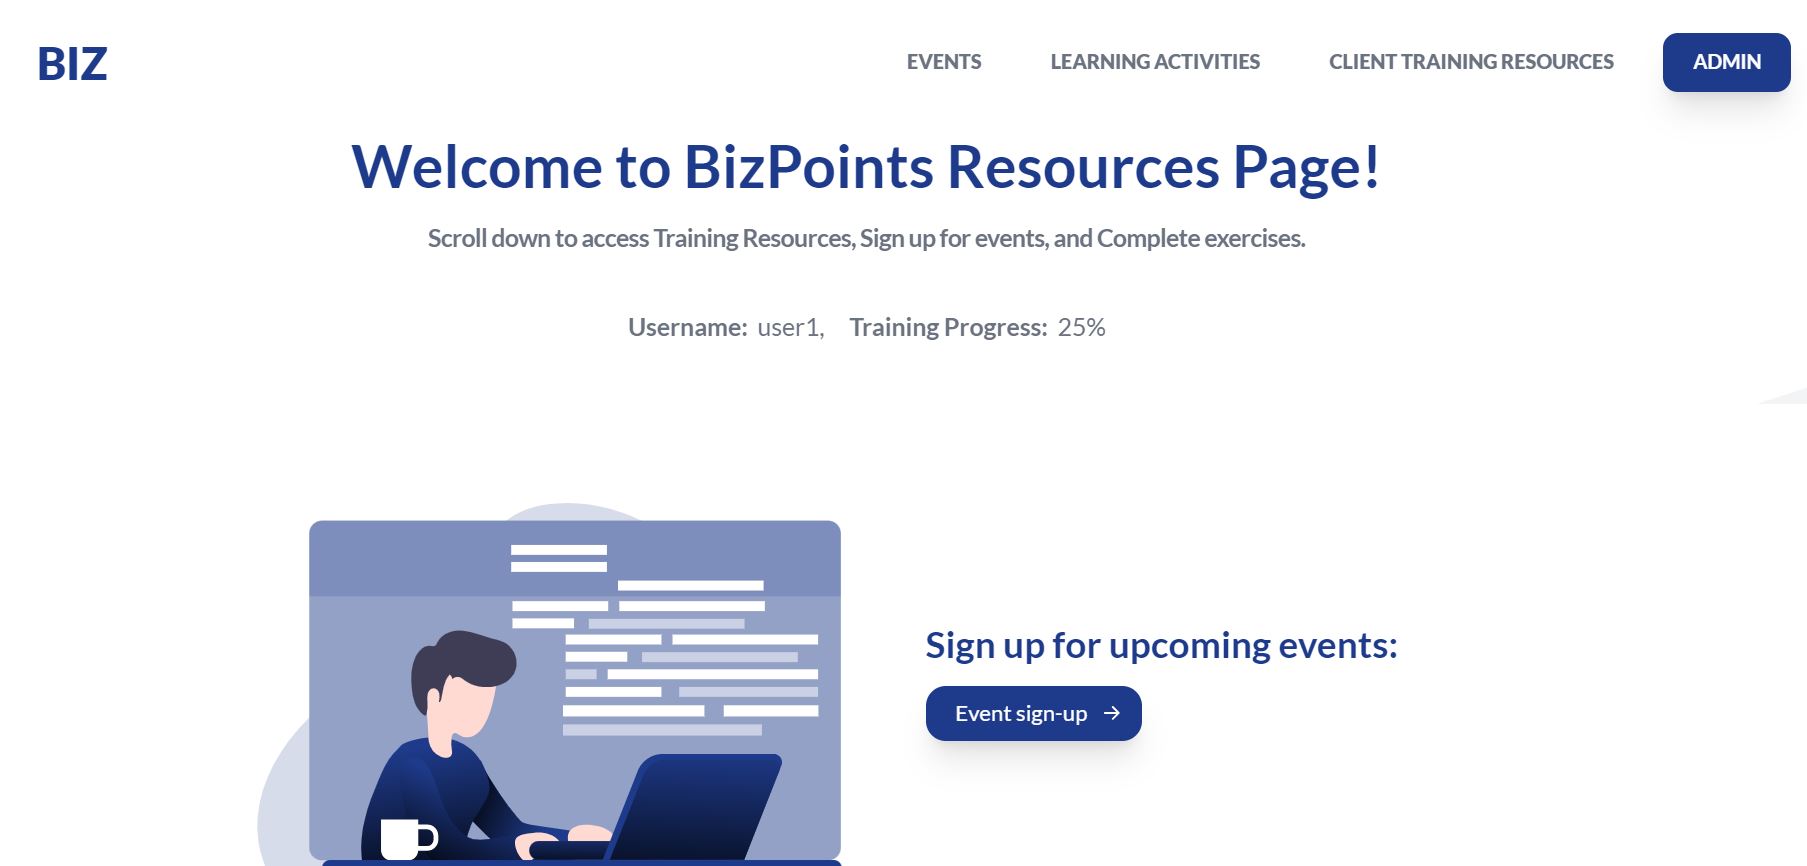 BIZ
EVENTS LEARNING ACTIVITIES CLIENT TRAINING RESOURCES ADMIN
Welcome to BizPoints Resources Page!
Scroll down to access Training Resources, Sign up for events, and Complete exercises.
Username: user1, Training Progress: 25%
Sign up for upcoming events:
Event sign-up →